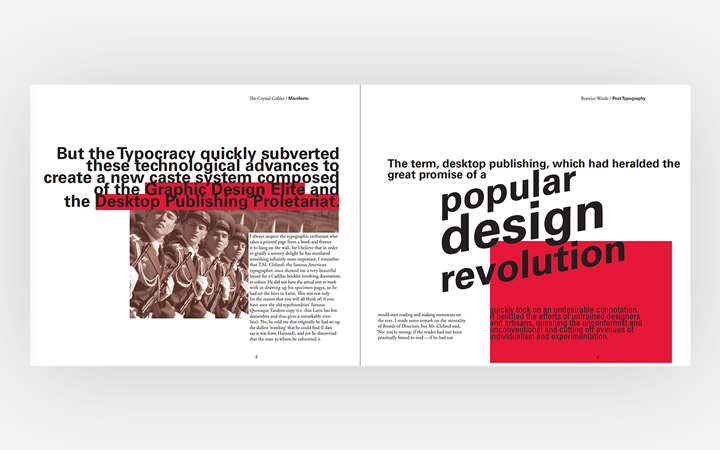 The Crystal Goblet / Manifesto
But the Typocracy quickly subverted
these technological advances to
create a new caste system composed
of the Graphic Design Elite and
the Desktop Publishing Proletariat.
I always suspect the typographic enthusiast who
takes a printed page from a book and frames
it to hang on the wall, for I believe that in order
to gratify a sensory delight he has mutilated
something infinitely more important. I remember
that T.M. Cleland, the famous American
typographer, once showed me a very beautiful
layout for a Cadillac booklet involving decorations
in colour. He did not have the actual text to work
with in drawing up his specimen pages, so he
had set the lines in Latin. This was not only
for the reason that you will all think of; if you
have seen the old typefoundries' famous
Quousque Tandem copy (i.e. that Latin has few
descenders and thus gives a remarkably even
line). No, he told me that originally he had set up
the dullest 'wording' that he could find (I dare
say it was from Hansard), and yet he discovered
that the man to whom he submitted it
8
Beatrice Warde / Post Typography
The term, desktop publishing, which had heralded the
great promise of a
popular
design
revolution
would start reading and making comments on
the text. I made some remark on the mentality
of Boards of Directors, but Mr. Cleland said,
'No: you're wrong; if the reader had not been
practically forced to read—if he had not
quickly took on an undesirable connotation.
It belittled the efforts of untrained designers
and artisans, quashing the unconformist and
unconventional and cutting off avenues of
individualism and experimentation.